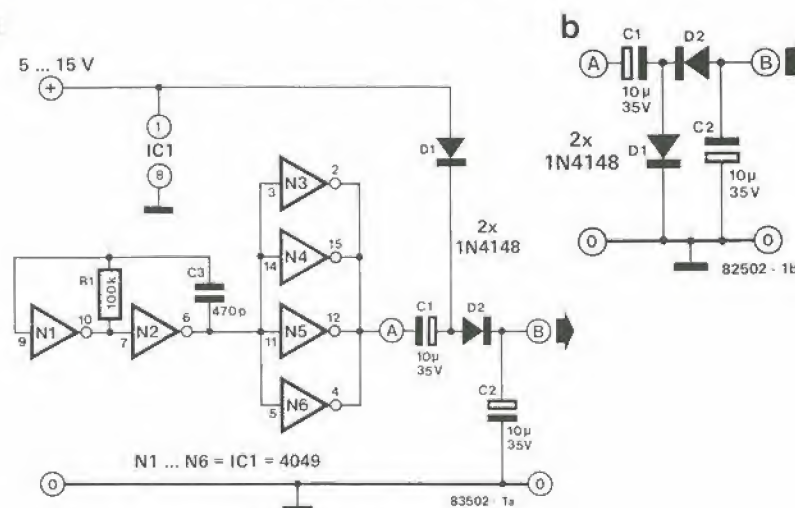 5 ... 15 V
+
1
IC1
8
D1
2x
1N4148
N3
3
2
N4
14
15
N5
11
12
N6
5
4
R1
100k
C3
470p
N1
9
10
N2
7
6
A
C1
10µ
35V
D2
B
C2
10µ
35V
N1 ... N6 = IC1 = 4049
0
0
83502 - 1a
b
A
C1
10µ
35V
D2
B
2x
1N4148
D1
C2
10µ
35V
0
0
82502 - 1b